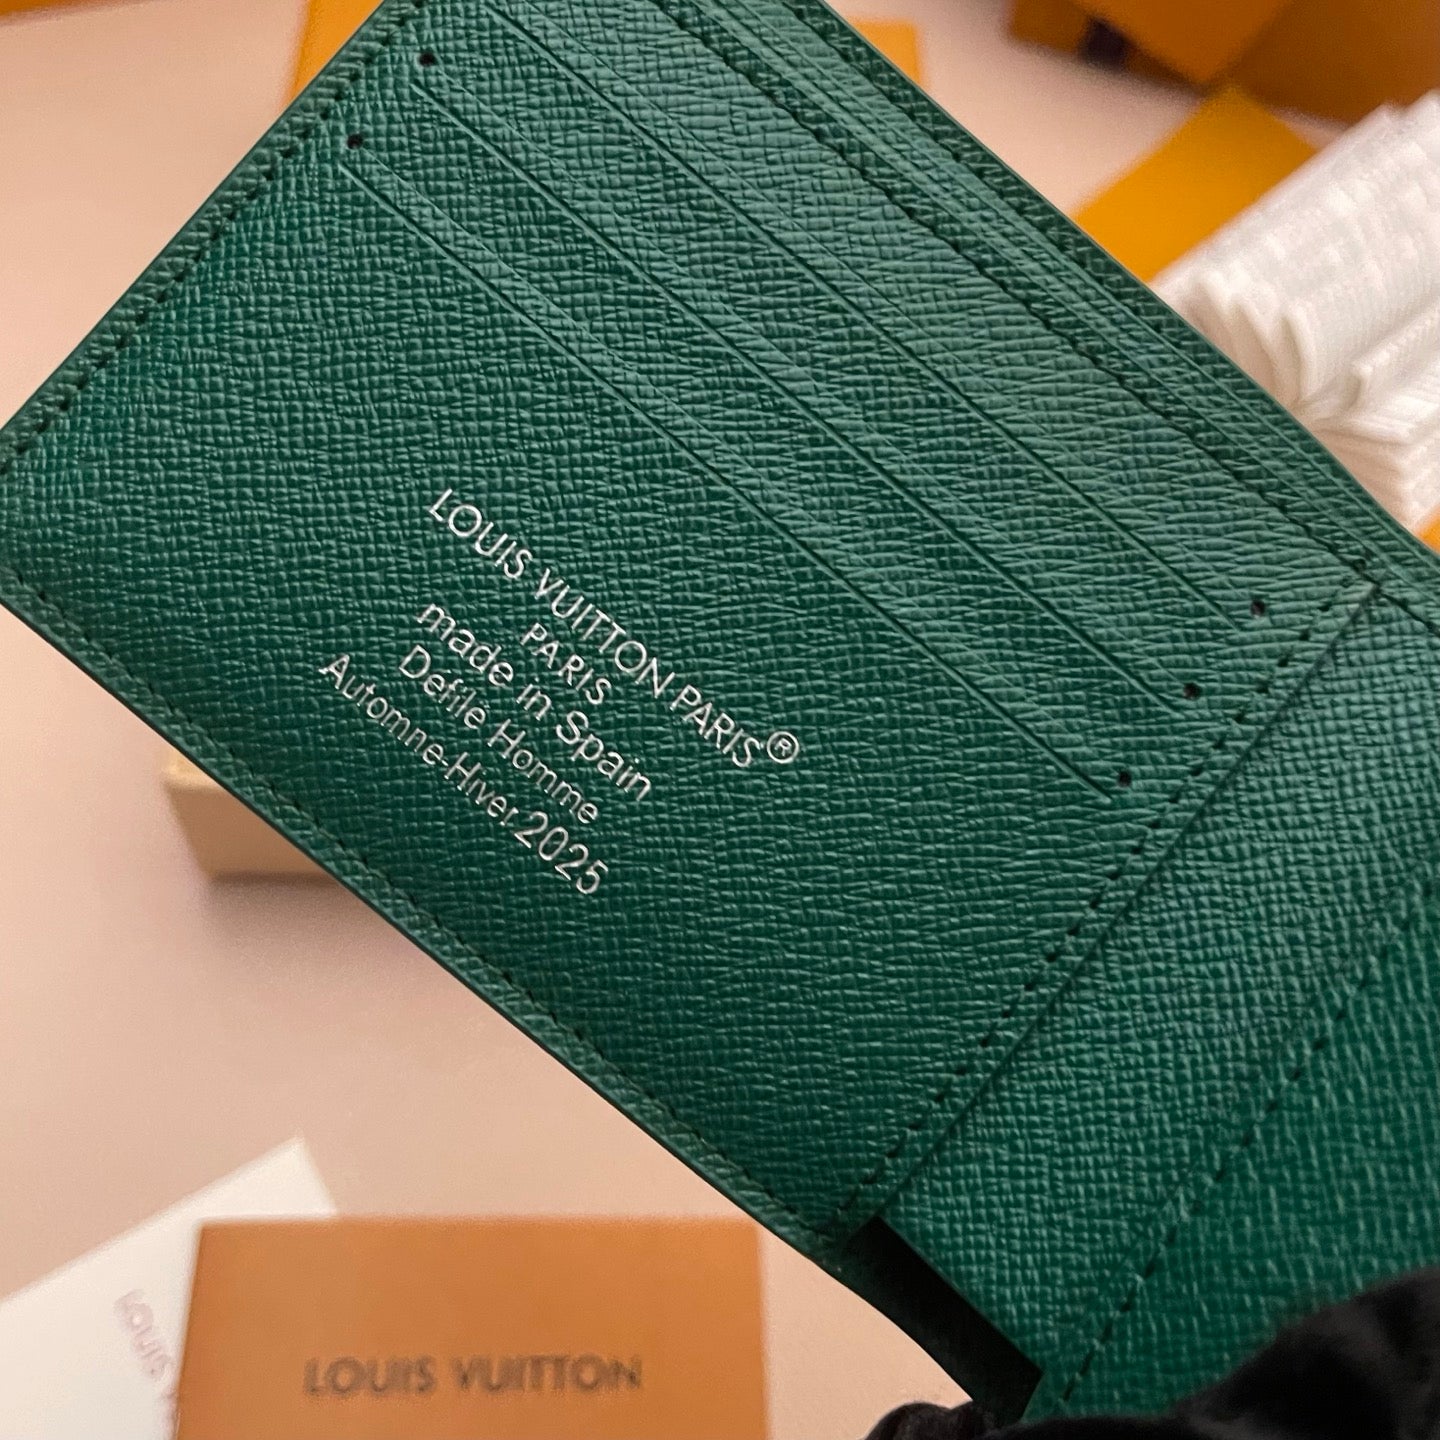 LOUIS VUITTON PARIS®
PARIS
made in Spain
Defile Homme
Automne-Hiver 2025
LOUIS VUITTON